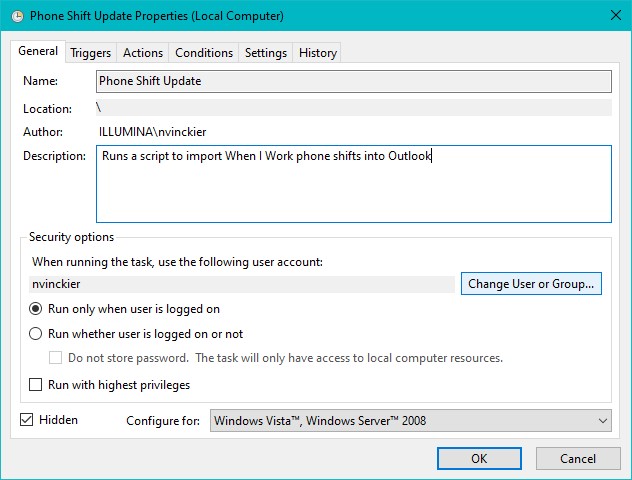 Phone Shift Update Properties (Local Computer)
General Triggers Actions Conditions Settings History
Name: Phone Shift Update
Location: \
Author: ILLUMINA\nvinckier
Description: Runs a script to import When I Work phone shifts into Outlook
Security options
When running the task, use the following user account:
nvinckier Change User or Group...
Run only when user is logged on
Run whether user is logged on or not
Do not store password. The task will only have access to local computer resources.
Run with highest privileges
Hidden Configure for: Windows Vista™, Windows Server™ 2008
OK Cancel